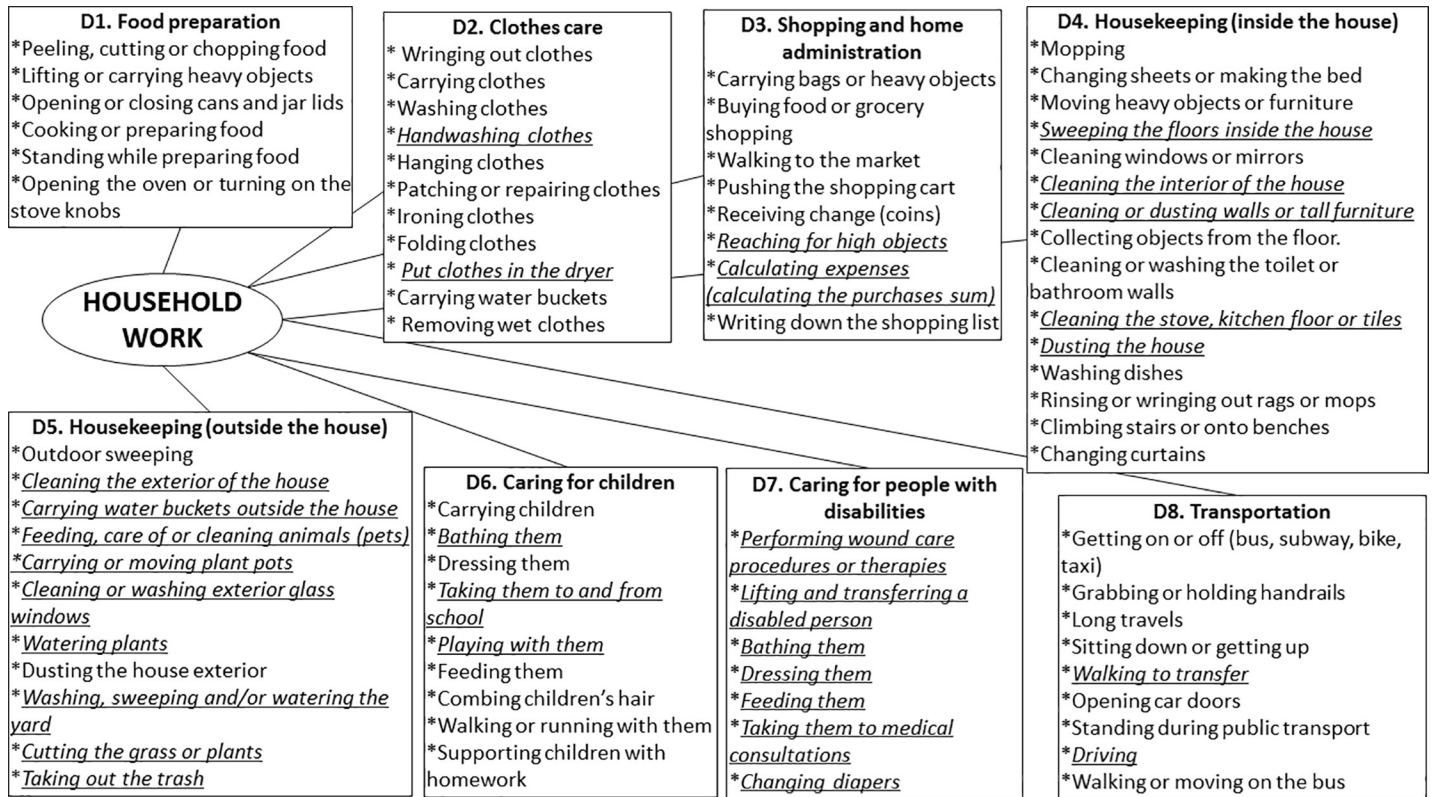 D1. Food preparation
*Peeling, cutting or chopping food
*Lifting or carrying heavy objects
*Opening or closing cans and jar lids
*Cooking or preparing food
*Standing while preparing food
*Opening the oven or turning on the
stove knobs
D2. Clothes care
* Wringing out clothes
*Carrying clothes
*Washing clothes
*Handwashing clothes
*Hanging clothes
*Patching or repairing clothes
*Ironing clothes
*Folding clothes
*Put clothes in the dryer
*Carrying water buckets
* Removing wet clothes
D3. Shopping and home
administration
*Carrying bags or heavy objects
*Buying food or grocery
shopping
*Walking to the market
*Pushing the shopping cart
*Receiving change (coins)
*Reaching for high objects
*Calculating expenses
(calculating the purchases sum)
*Writing down the shopping list
D4. Housekeeping (inside the house)
*Mopping
*Changing sheets or making the bed
*Moving heavy objects or furniture
*Sweeping the floors inside the house
*Cleaning windows or mirrors
*Cleaning the interior of the house
*Cleaning or dusting walls or tall furniture
*Collecting objects from the floor.
*Cleaning or washing the toilet or
bathroom walls
*Cleaning the stove, kitchen floor or tiles
*Dusting the house
*Washing dishes
*Rinsing or wringing out rags or mops
*Climbing stairs or onto benches
*Changing curtains
HOUSEHOLD
WORK
D5. Housekeeping (outside the house)
*Outdoor sweeping
*Cleaning the exterior of the house
*Carrying water buckets outside the house
*Feeding, care of or cleaning animals (pets)
*Carrying or moving plant pots
*Cleaning or washing exterior glass
windows
*Watering plants
*Dusting the house exterior
*Washing, sweeping and/or watering the
yard
*Cutting the grass or plants
*Taking out the trash
D6. Caring for children
*Carrying children
*Bathing them
*Dressing them
*Taking them to and from
school
*Playing with them
*Feeding them
*Combing children's hair
*Walking or running with them
*Supporting children with
homework
D7. Caring for people with
disabilities
*Performing wound care
procedures or therapies
*Lifting and transferring a
disabled person
*Bathing them
*Dressing them
*Feeding them
*Taking them to medical
consultations
*Changing diapers
D8. Transportation
*Getting on or off (bus, subway, bike,
taxi)
*Grabbing or holding handrails
*Long travels
*Sitting down or getting up
*Walking to transfer
*Opening car doors
*Standing during public transport
*Driving
*Walking or moving on the bus